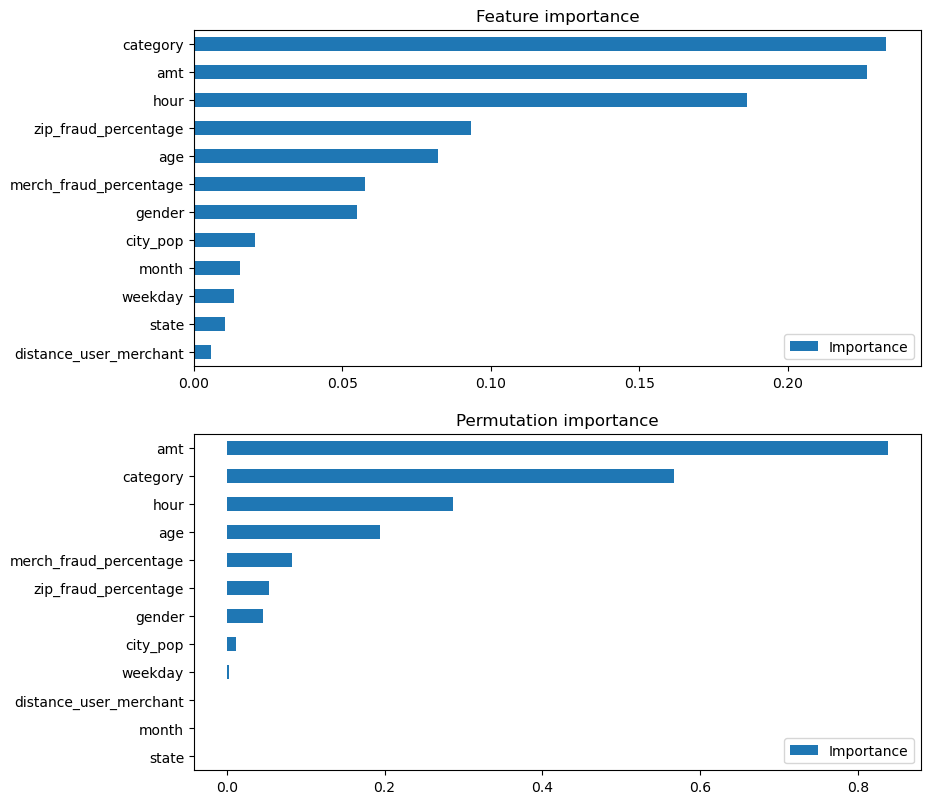 Feature importance
category
amt
hour
zip_fraud_percentage
age
merch_fraud_percentage
gender
city_pop
month
weekday
state
distance_user_merchant
Importance
0.00 0.05 0.10 0.15 0.20
Permutation importance
amt
category
hour
age
merch_fraud_percentage
zip_fraud_percentage
gender
city_pop
weekday
distance_user_merchant
month
state
Importance
0.0 0.2 0.4 0.6 0.8